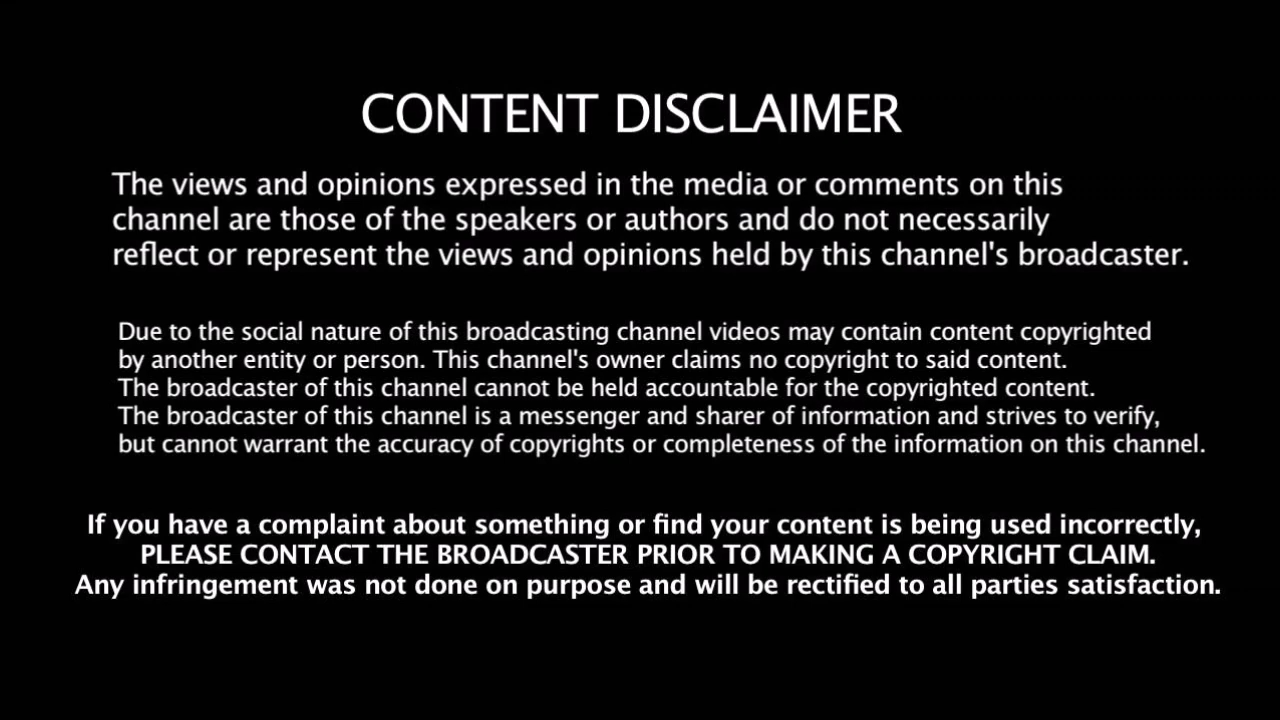 CONTENT DISCLAIMER
The views and opinions expressed in the media or comments on this
channel are those of the speakers or authors and do not necessarily
reflect or represent the views and opinions held by this channel's broadcaster.
Due to the social nature of this broadcasting channel videos may contain content copyrighted
by another entity or person. This channel's owner claims no copyright to said content.
The broadcaster of this channel cannot be held accountable for the copyrighted content.
The broadcaster of this channel is a messenger and sharer of information and strives to verify,
but cannot warrant the accuracy of copyrights or completeness of the information on this channel.
If you have a complaint about something or find your content is being used incorrectly,
PLEASE CONTACT THE BROADCASTER PRIOR TO MAKING A COPYRIGHT CLAIM.
Any infringement was not done on purpose and will be rectified to all parties satisfaction.